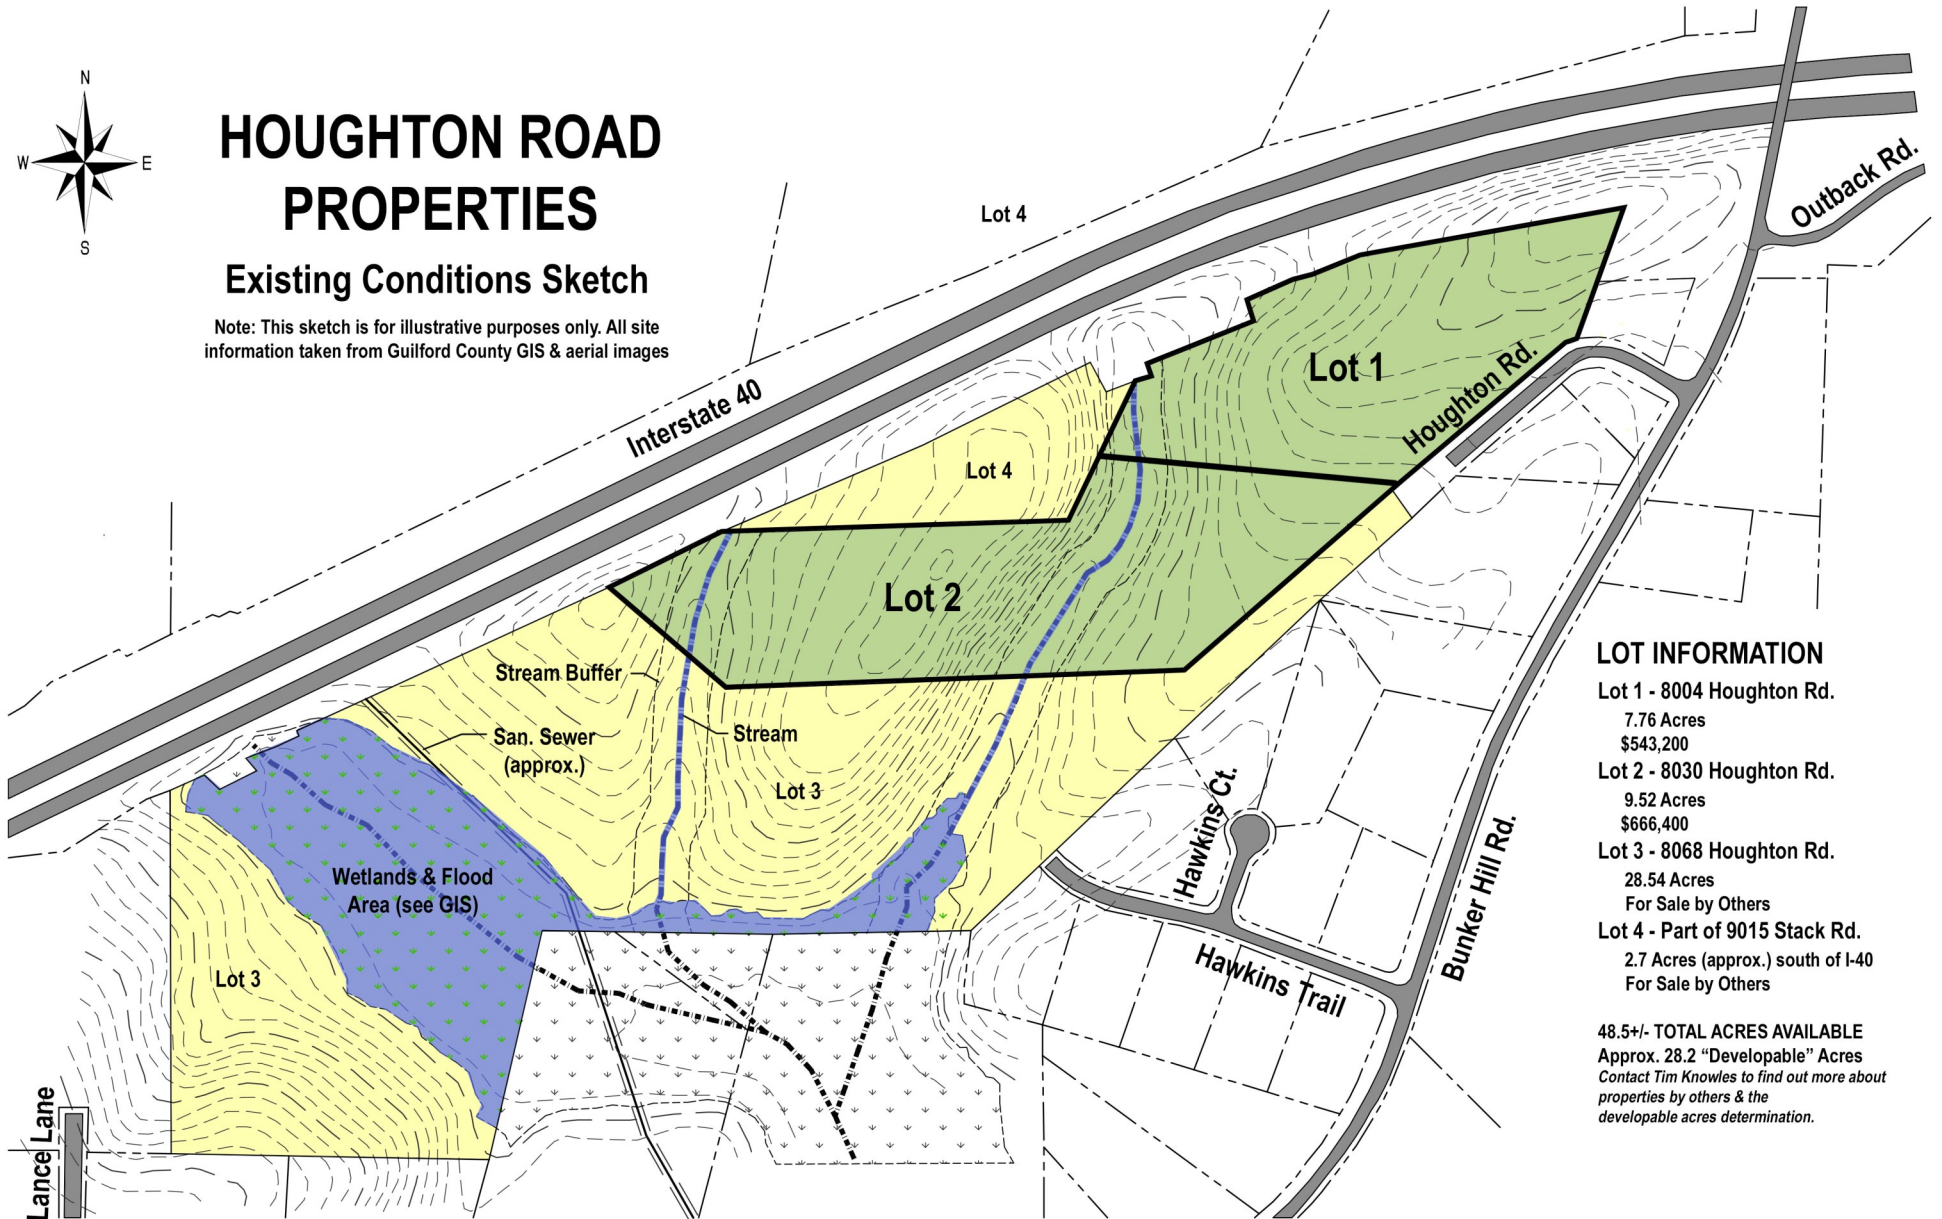 N
W
E
S
HOUGHTON ROAD
PROPERTIES
Existing Conditions Sketch
Note: This sketch is for illustrative purposes only. All site
information taken from Guilford County GIS & aerial images
Lot 4
Interstate 40
Outback Rd.
Lot 1
Houghton Rd.
Lot 4
Lot 2
Stream Buffer
San. Sewer
(approx.)
Stream
Lot 3
Wetlands & Flood
Area (see GIS)
Lot 3
Lance Lane
Hawkins Ct.
Hawkins Trail
Bunker Hill Rd.
LOT INFORMATION
Lot 1 - 8004 Houghton Rd.
7.76 Acres
$543,200
Lot 2 - 8030 Houghton Rd.
9.52 Acres
$666,400
Lot 3 - 8068 Houghton Rd.
28.54 Acres
For Sale by Others
Lot 4 - Part of 9015 Stack Rd.
2.7 Acres (approx.) south of I-40
For Sale by Others
48.5+/- TOTAL ACRES AVAILABLE
Approx. 28.2 “Developable” Acres
Contact Tim Knowles to find out more about
properties by others & the
developable acres determination.